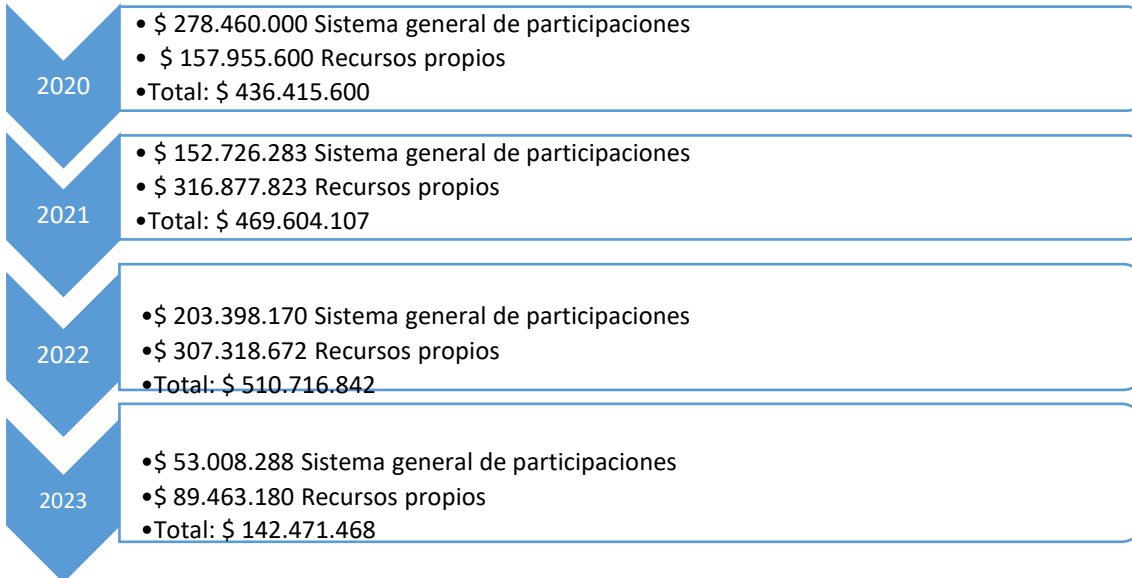 2020
• $ 278.460.000 Sistema general de participaciones
• $ 157.955.600 Recursos propios
•Total: $ 436.415.600
2021
• $ 152.726.283 Sistema general de participaciones
• $ 316.877.823 Recursos propios
•Total: $ 469.604.107
2022
•$ 203.398.170 Sistema general de participaciones
•$ 307.318.672 Recursos propios
•Total: $ 510.716.842
2023
•$ 53.008.288 Sistema general de participaciones
•$ 89.463.180 Recursos propios
•Total: $ 142.471.468